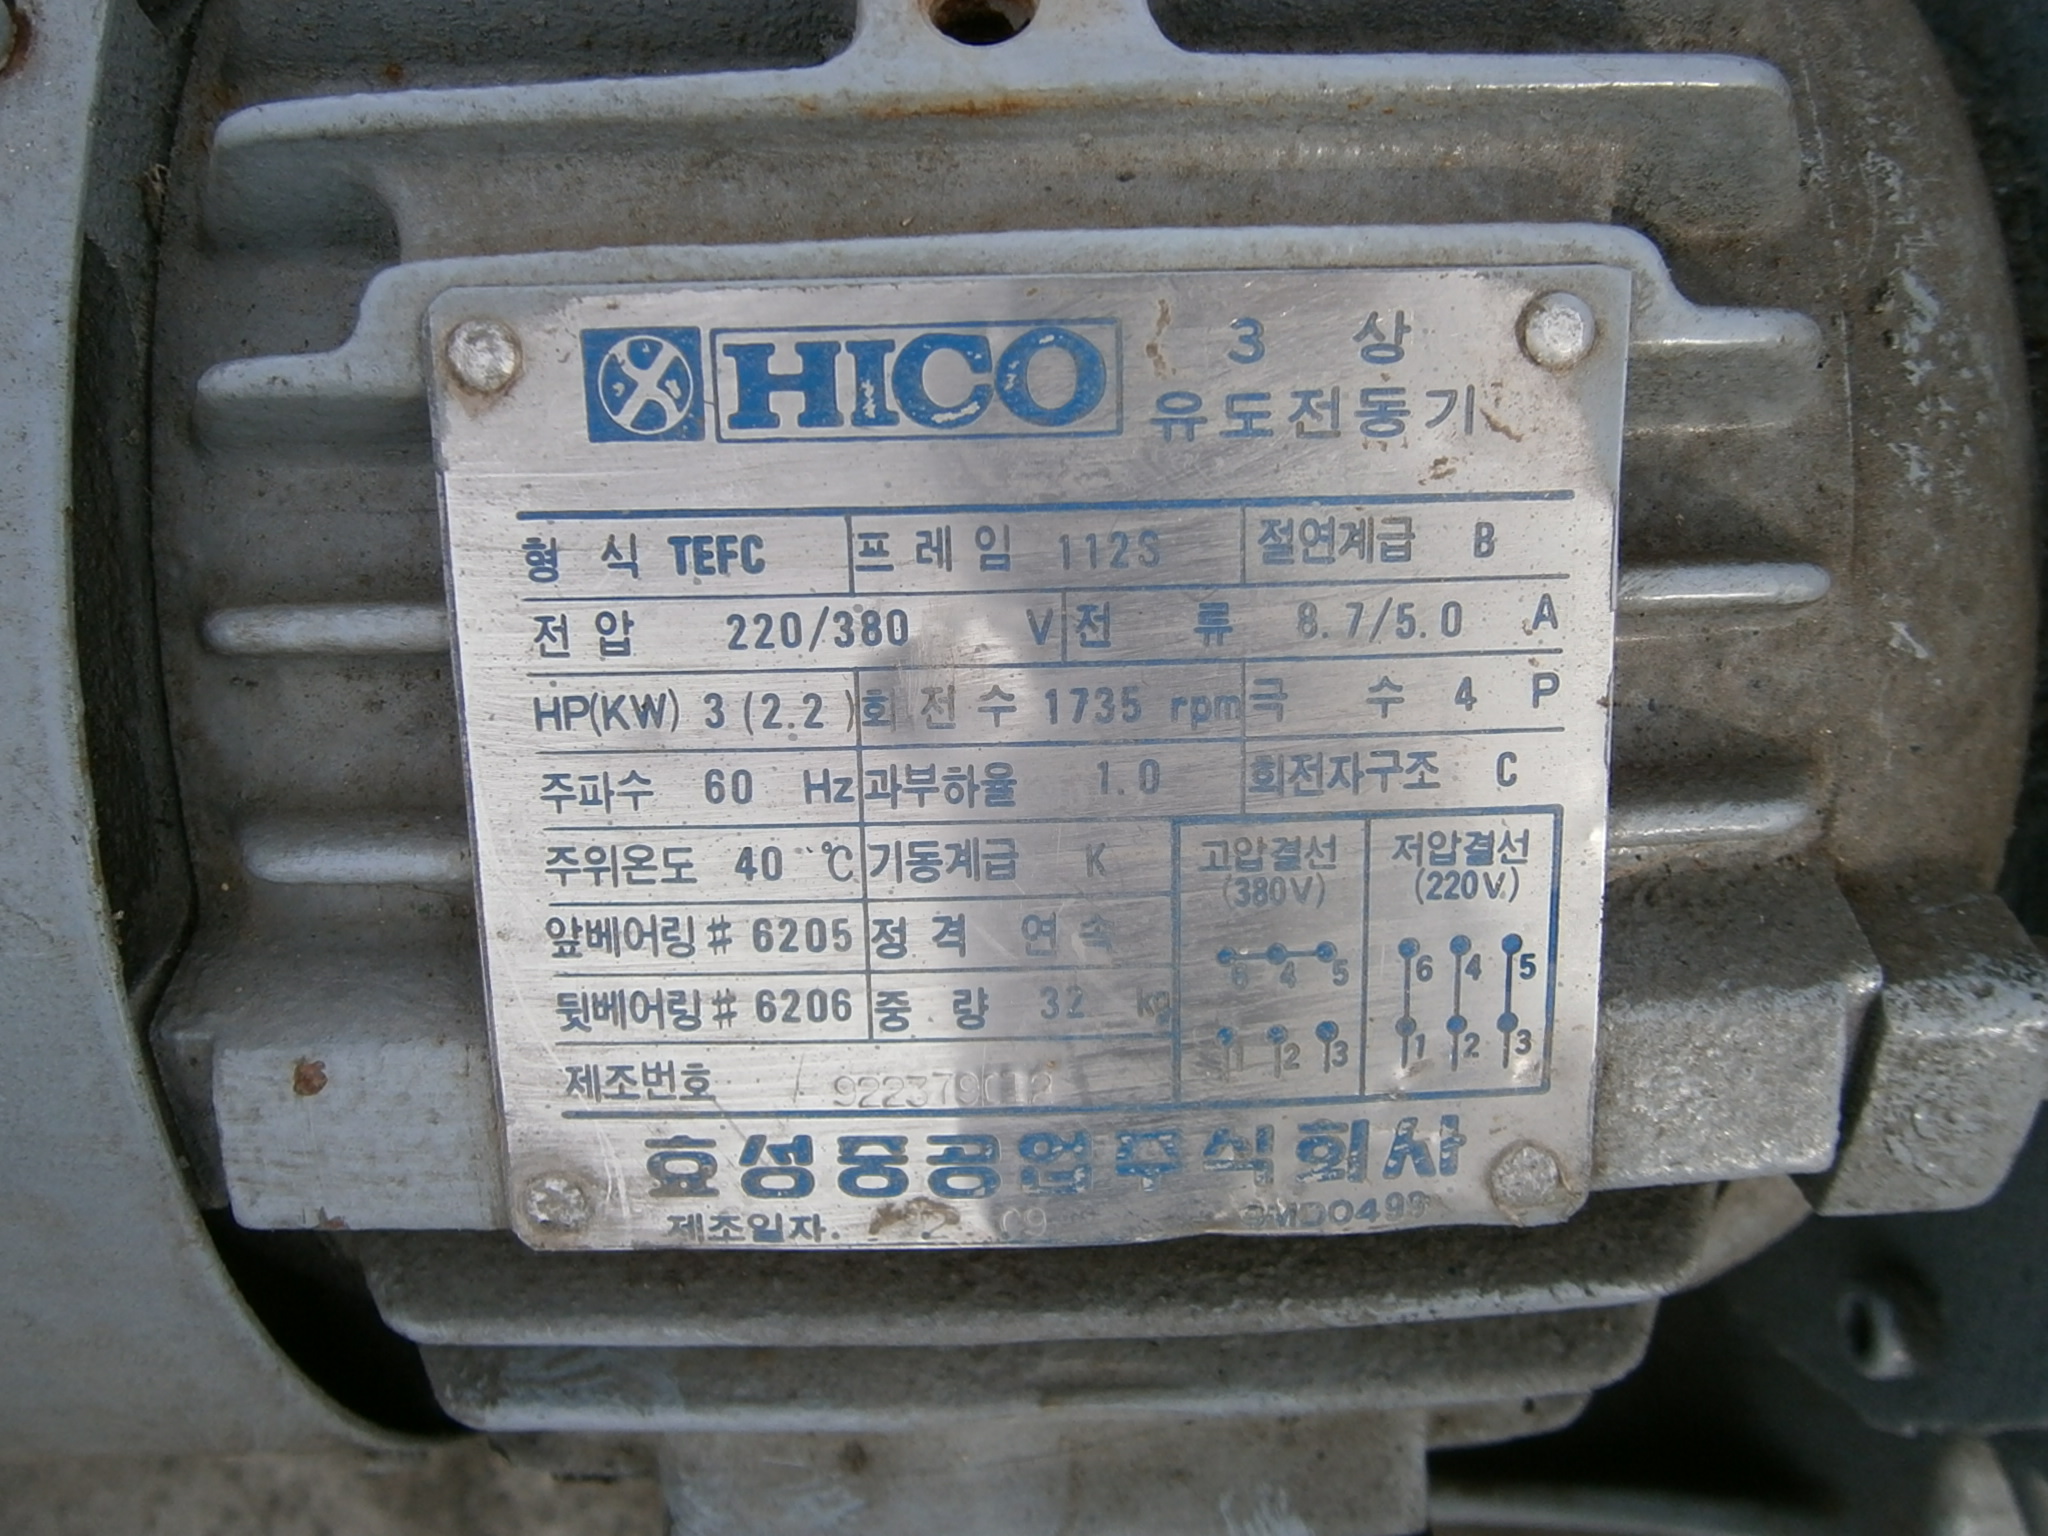 HICO 3 상
유도전동기
형 식 TEFC 프레임 112S 절연계급 B
전압 220/380 V 전 류 8.7/5.0 A
HP(KW) 3 (2.2) 회전수 1735 rpm 극 수 4 P
주파수 60 Hz 과부하율 1.0 회전자구조 C
주위온도 40 ℃ 기동계급 K 고압결선 저압결선
(380V) (220V)
앞베어링 # 6205 정격 연속
6 4 5 6 4 5
뒷베어링 # 6206 중 량 32 kg
1 2 3 1 2 3
제조번호
효성중공업주식회사
제조일자.